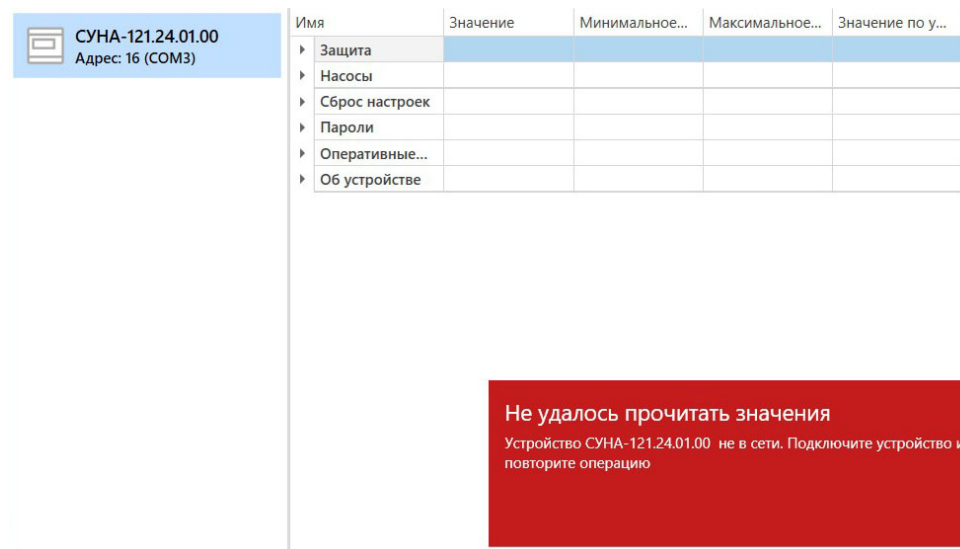 СУНА-121.24.01.00
Адрес: 16 (COM3)
Имя Значение Минимальное... Максимальное... Значение по у...
Защита
Насосы
Сброс настроек
Пароли
Оперативные...
Об устройстве
Не удалось прочитать значения
Устройство СУНА-121.24.01.00 не в сети. Подключите устройство и
повторите операцию